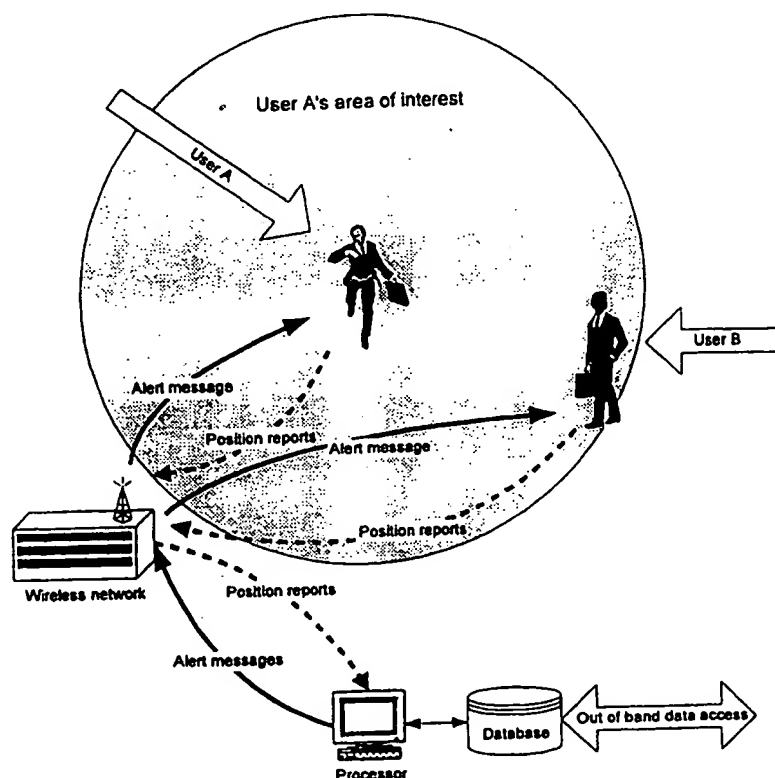 User A's area of interest
User A
User B
Alert message
Position reports
Alert message
Position reports
Wireless network
Position reports
Alert messages
Out of band data access
Database
Processor